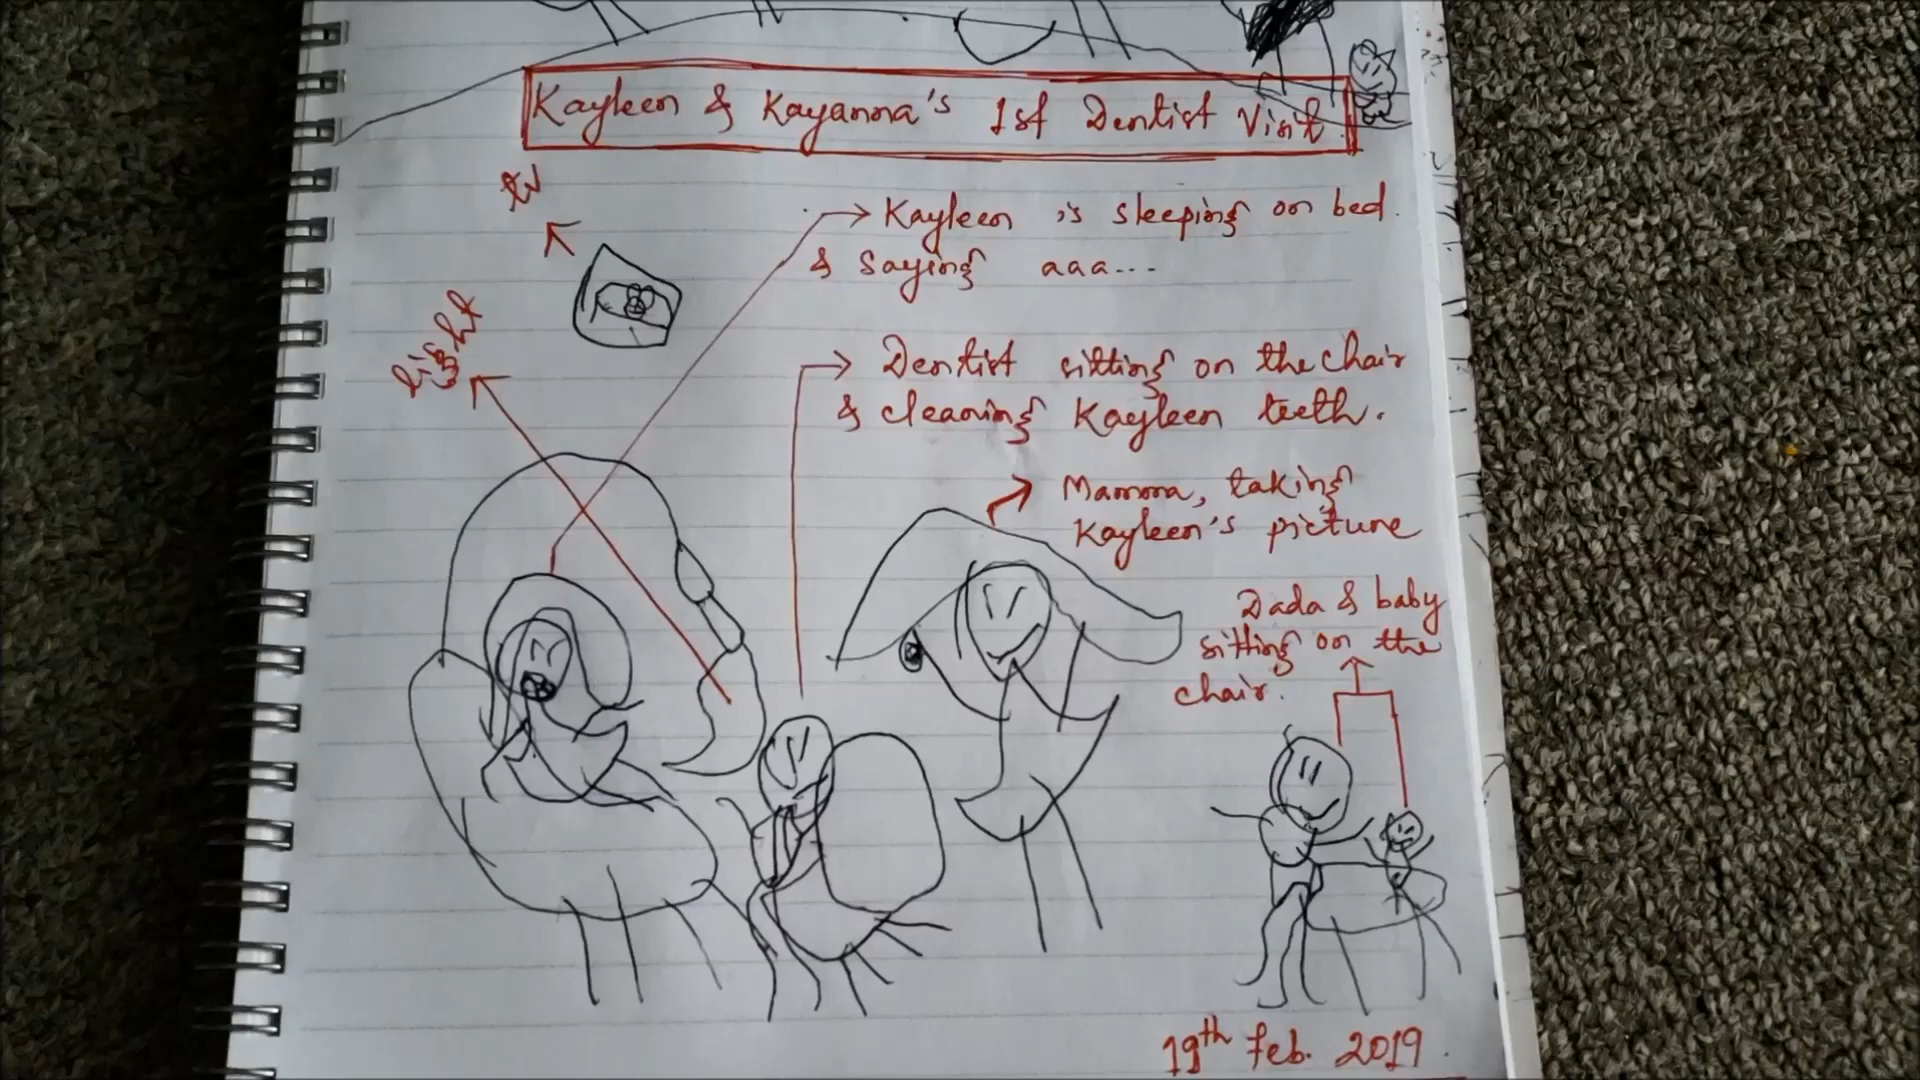 Kayleen & Kayanna's 1st Dentist Visit.
tv
→ Kayleen is sleeping on bed.
& saying aaa...
light
→ Dentist sitting on the chair
& cleaning Kayleen teeth.
→ Mamma, taking
Kayleen's picture
Dada & baby
sitting on the
chair.
19th Feb. 2019.